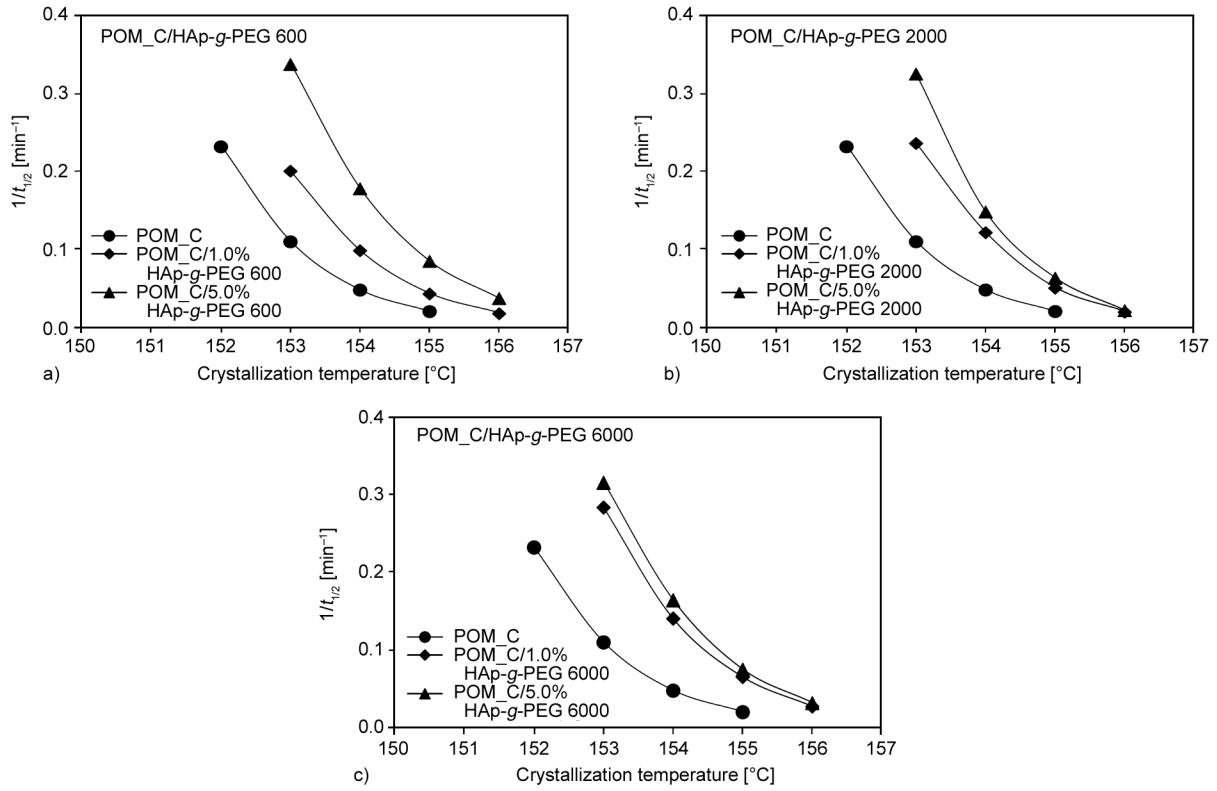 POM_C/HAp-g-PEG 600
0.4
0.3
0.2
0.1
0.0
1/t1/2 [min−1]
POM_C
POM_C/1.0%
HAp-g-PEG 600
POM_C/5.0%
HAp-g-PEG 600
150 151 152 153 154 155 156 157
a) Crystallization temperature [°C]
POM_C/HAp-g-PEG 2000
0.4
0.3
0.2
0.1
0.0
1/t1/2 [min−1]
POM_C
POM_C/1.0%
HAp-g-PEG 2000
POM_C/5.0%
HAp-g-PEG 2000
150 151 152 153 154 155 156 157
b) Crystallization temperature [°C]
POM_C/HAp-g-PEG 6000
0.4
0.3
0.2
0.1
0.0
1/t1/2 [min−1]
POM_C
POM_C/1.0%
HAp-g-PEG 6000
POM_C/5.0%
HAp-g-PEG 6000
150 151 152 153 154 155 156 157
c) Crystallization temperature [°C]